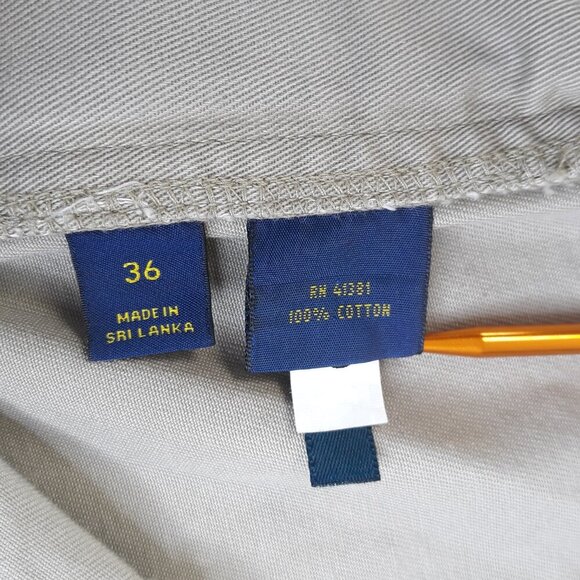 36
MADE IN
SRI LANKA
RN 41381
100% COTTON